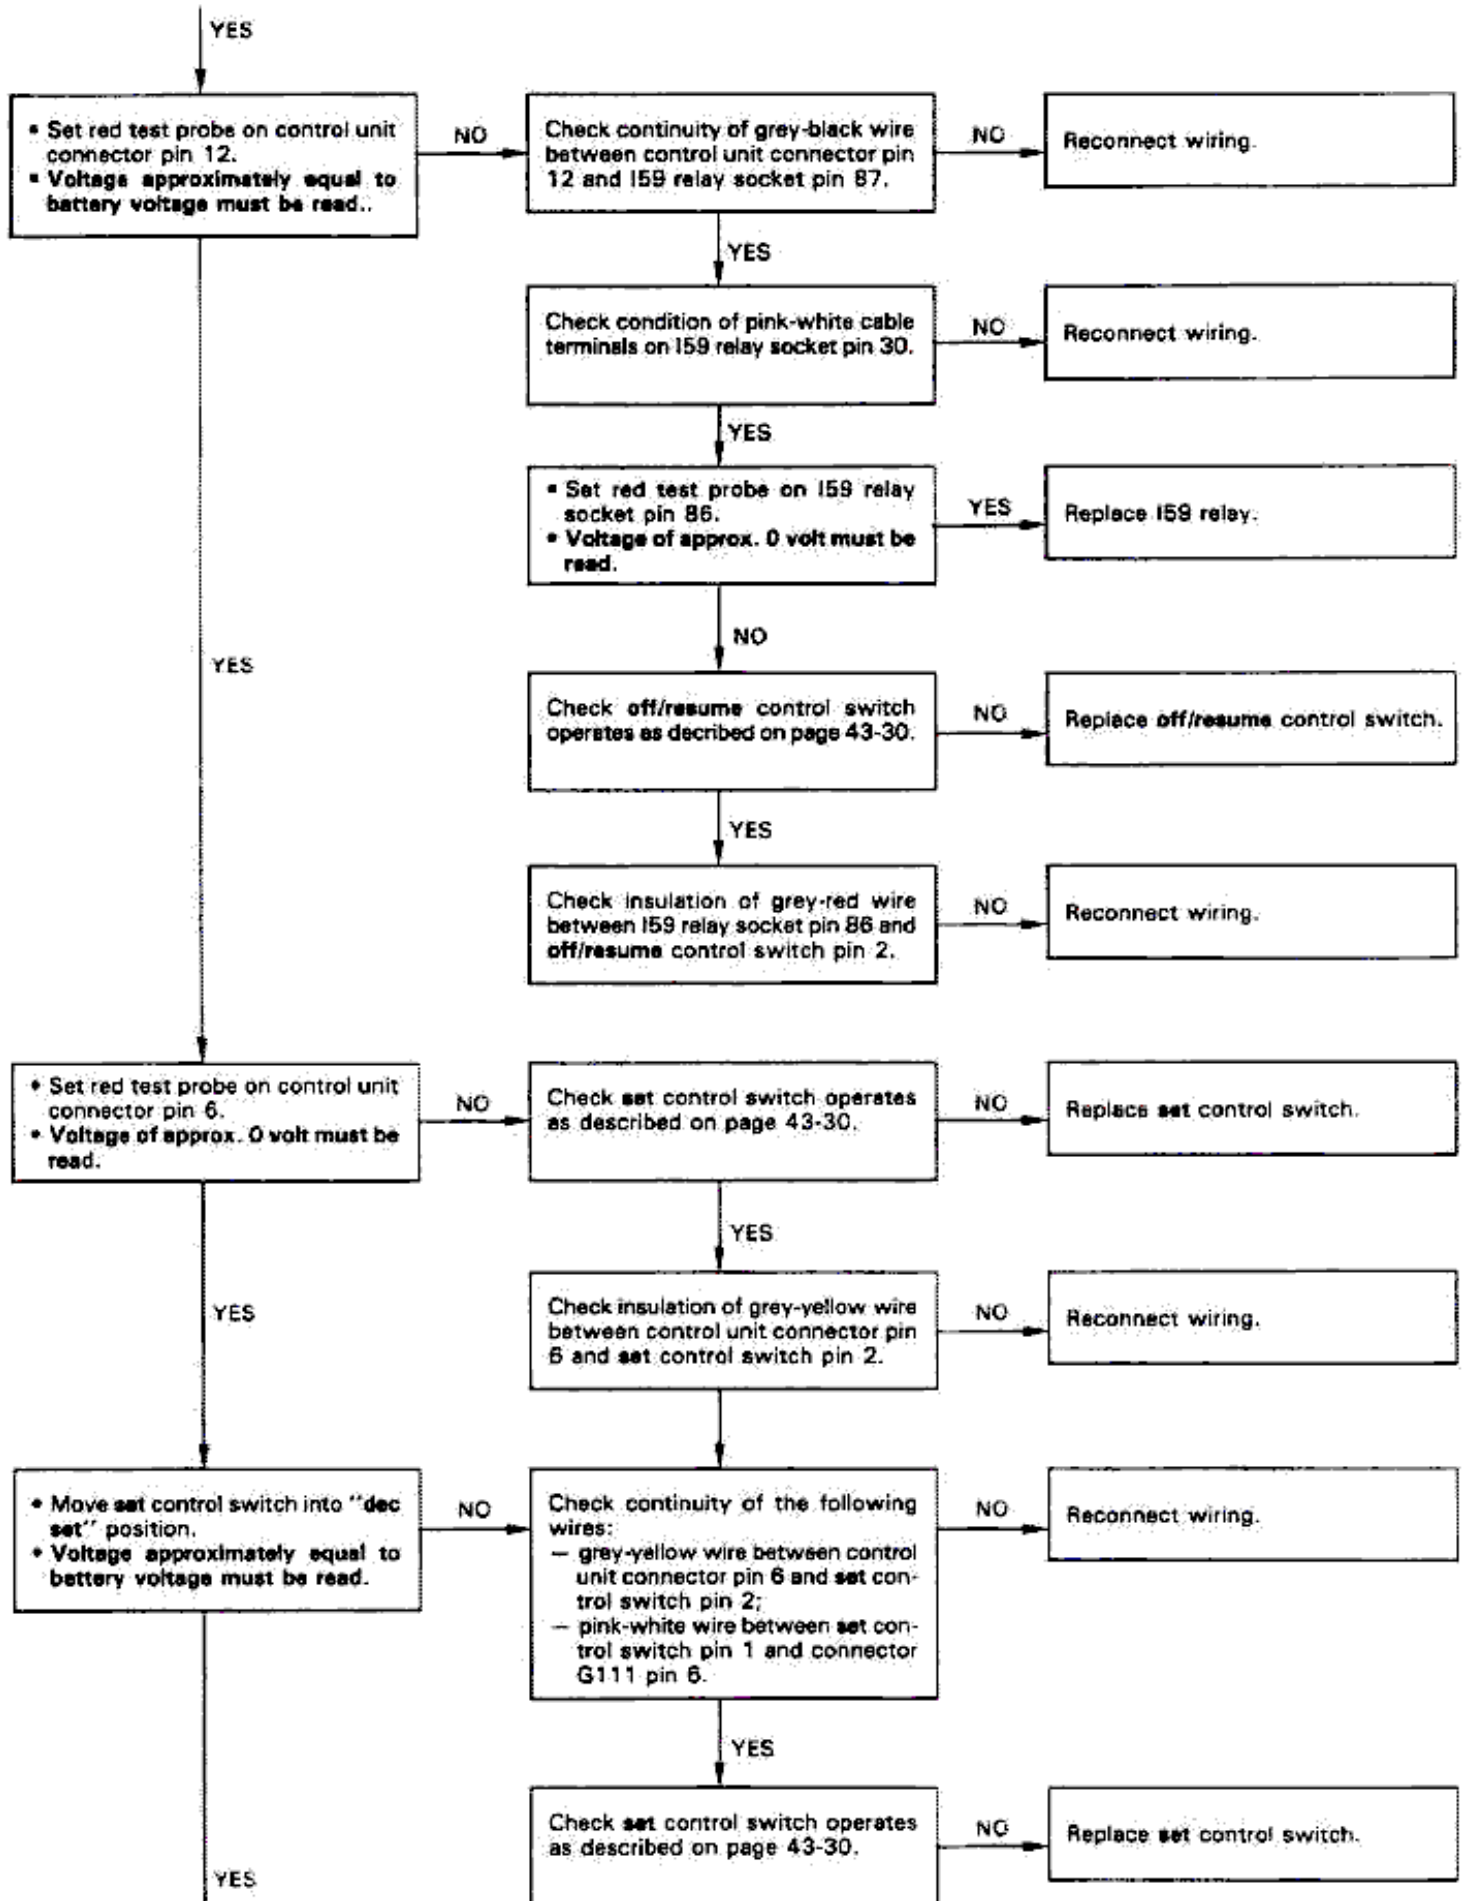 YES
• Set red test probe on control unit
connector pin 12.
• Voltage approximately equal to
battery voltage must be read..
NO
Check continuity of grey-black wire
between control unit connector pin
12 and I59 relay socket pin 87.
NO
Reconnect wiring.
YES
Check condition of pink-white cable
terminals on I59 relay socket pin 30.
NO
Reconnect wiring.
YES
• Set red test probe on I59 relay
socket pin 86.
• Voltage of approx. 0 volt must be
read.
YES
Replace I59 relay.
NO
YES
Check off/resume control switch
operates as decribed on page 43-30.
NO
Replace off/resume control switch.
YES
Check insulation of grey-red wire
between I59 relay socket pin 86 and
off/resume control switch pin 2.
NO
Reconnect wiring.
• Set red test probe on control unit
connector pin 6.
• Voltage of approx. 0 volt must be
read.
NO
Check set control switch operates
as described on page 43-30.
NO
Replace set control switch.
YES
YES
Check insulation of grey-yellow wire
between control unit connector pin
6 and set control switch pin 2.
NO
Reconnect wiring.
• Move set control switch into "dec
set" position.
• Voltage approximately equal to
battery voltage must be read.
NO
Check continuity of the following
wires:
— grey-yellow wire between control
unit connector pin 6 and set con-
trol switch pin 2;
— pink-white wire between set con-
trol switch pin 1 and connector
G111 pin 6.
NO
Reconnect wiring.
YES
Check set control switch operates
as described on page 43-30.
NO
Replace set control switch.
YES